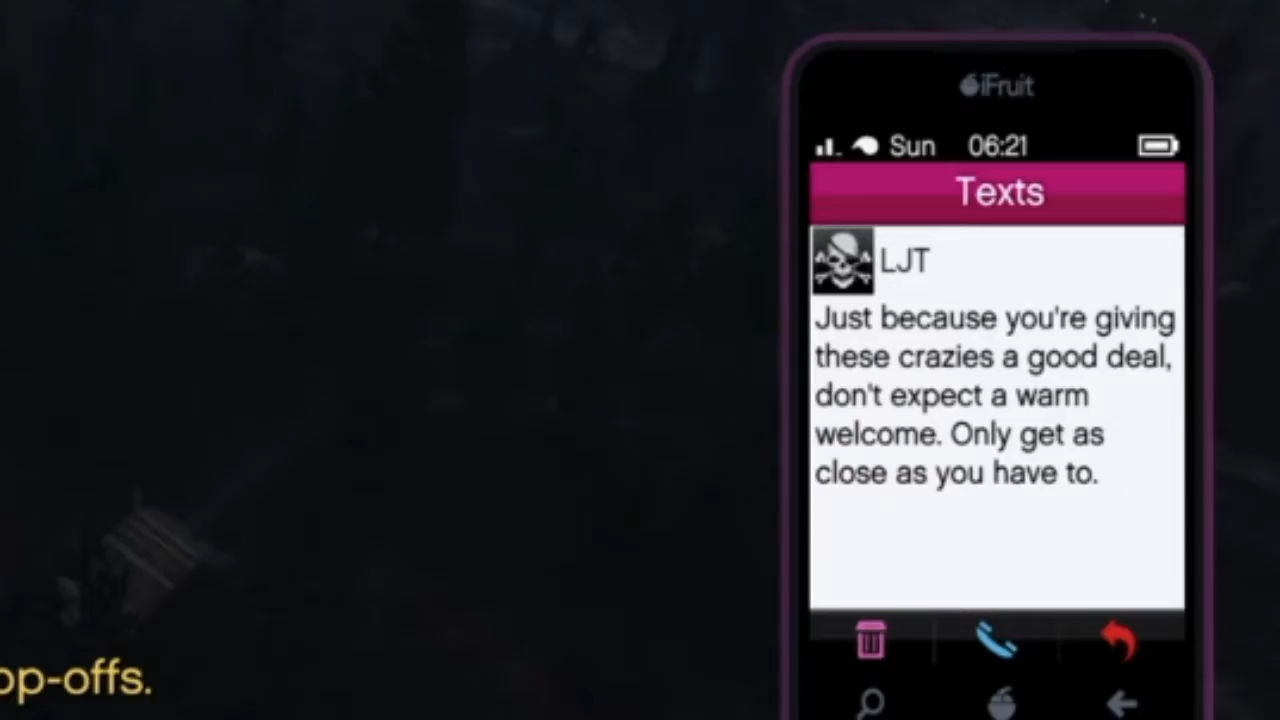 iFruit
Sun 06:21
Texts
LJT
Just because you're giving
these crazies a good deal,
don't expect a warm
welcome. Only get as
close as you have to.
op-offs.